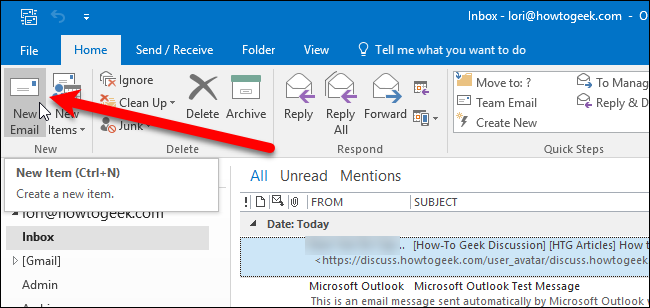 Inbox - lori@howtogeek.com - O
File Home Send / Receive Folder View Tell me what you want to do
New Email
New Items
Ignore
Clean Up
Junk
Delete
Archive
Reply
Reply All
Forward
Move to: ?
Team Email
Create New
To Manag
Reply & D
New Delete Respond Quick Steps
New Item (Ctrl+N)
Create a new item.
lori@howtogeek.com
Inbox
[Gmail]
Admin
All Unread Mentions
FROM SUBJECT
Date: Today
[How-To Geek Discussion] [HTG Articles] How t
<https://discuss.howtogeek.com/user_avatar/discuss.howtogeek
Microsoft Outlook Microsoft Outlook Test Message
This is an email message sent automatically by Microsoft Outlook w